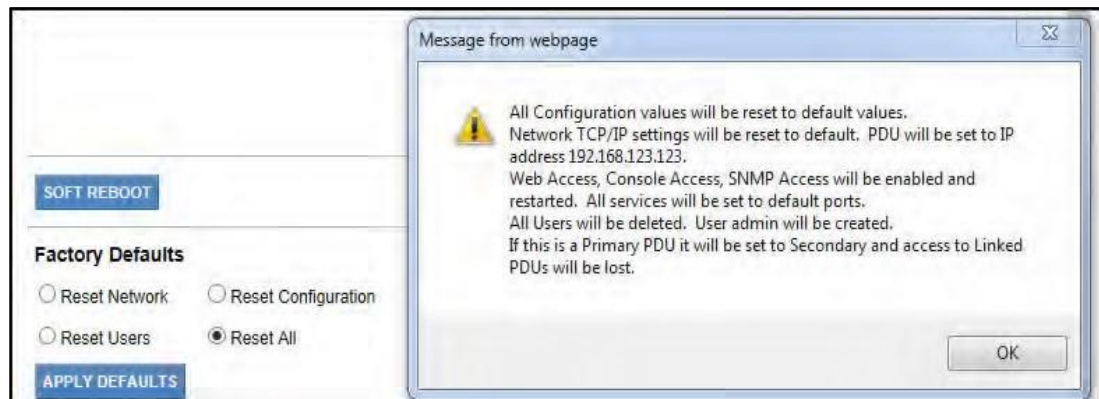 SOFT REBOOT
Factory Defaults
Reset Network
Reset Configuration
Reset Users
Reset All
APPLY DEFAULTS
Message from webpage
All Configuration values will be reset to default values.
Network TCP/IP settings will be reset to default.  PDU will be set to IP
address 192.168.123.123.
Web Access, Console Access, SNMP Access will be enabled and
restarted.  All services will be set to default ports.
All Users will be deleted.  User admin will be created.
If this is a Primary PDU it will be set to Secondary and access to Linked
PDUs will be lost.
OK